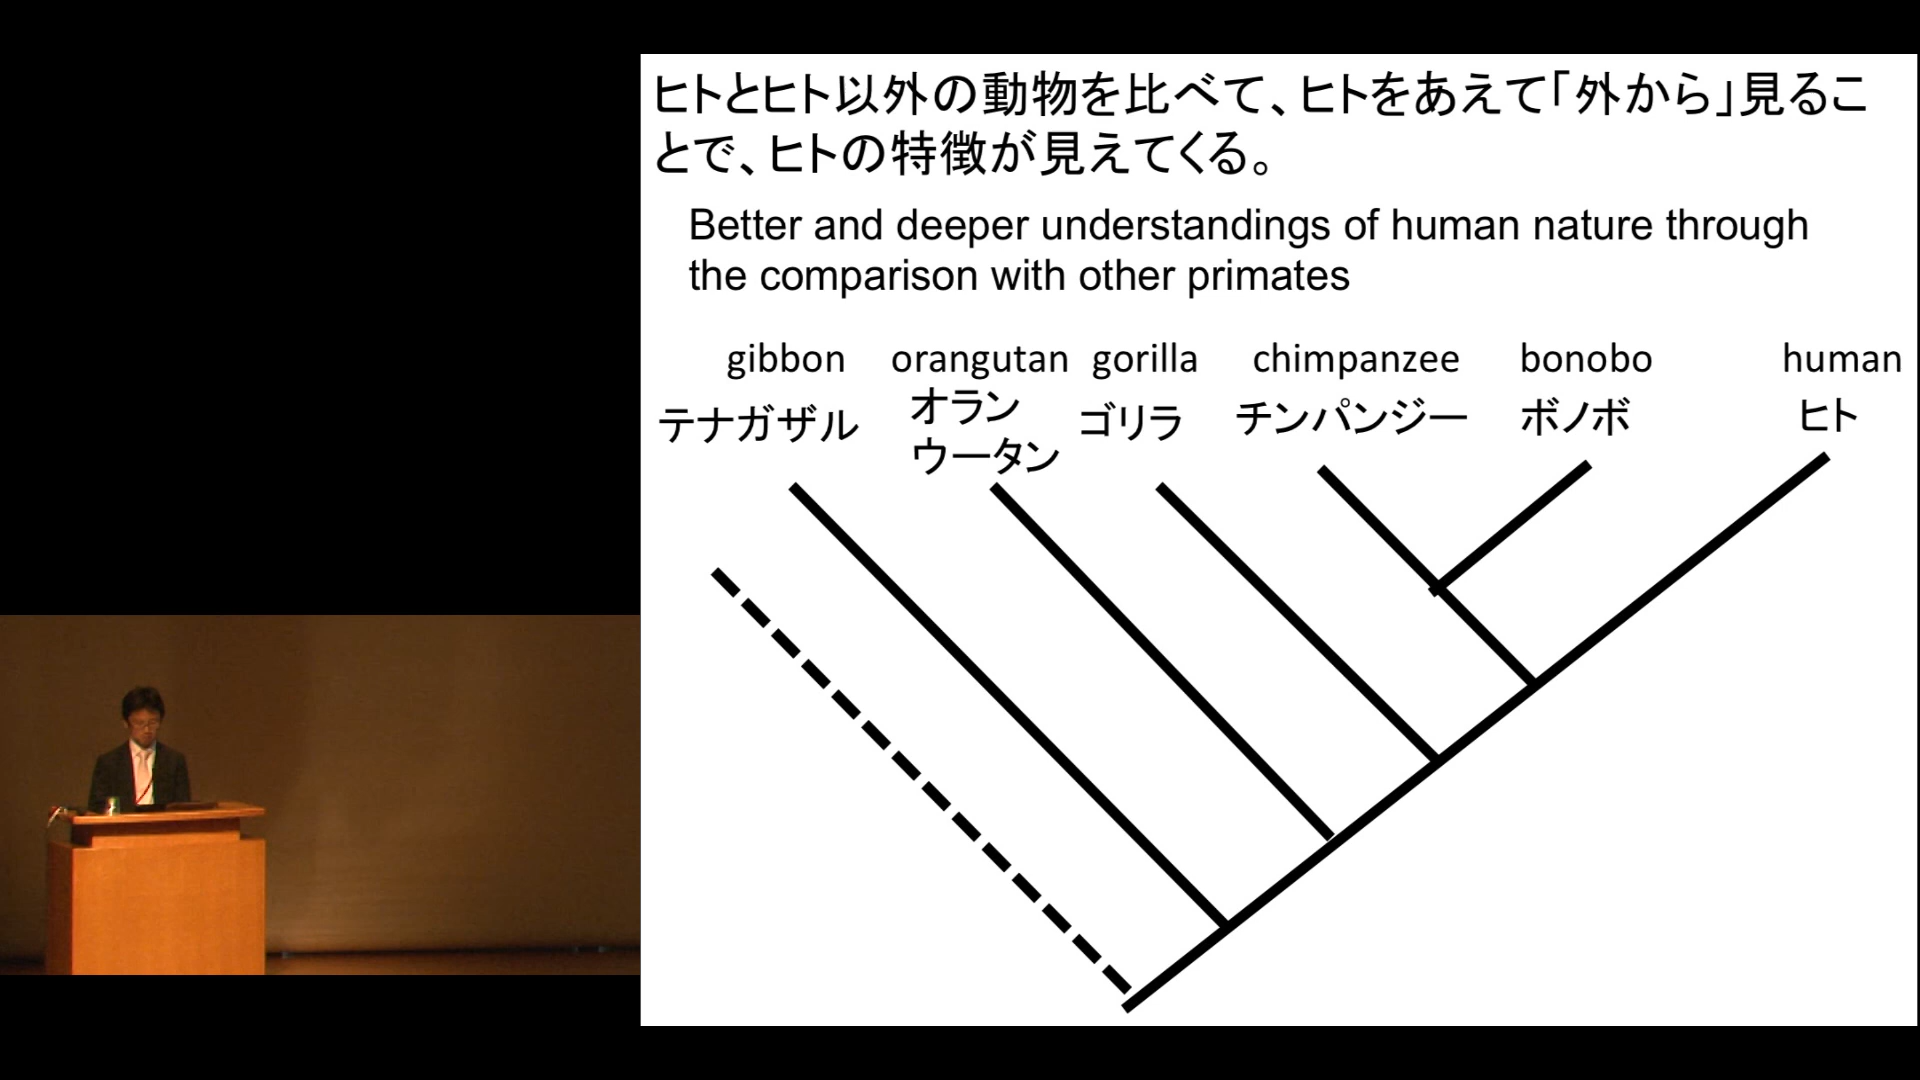 ヒトとヒト以外の動物を比べて、ヒトをあえて「外から」見るこ
とで、ヒトの特徴が見えてくる。
Better and deeper understandings of human nature through
the comparison with other primates
gibbon orangutan gorilla chimpanzee bonobo human
テナガザル オラン ゴリラ チンパンジー ボノボ ヒト
ウータン